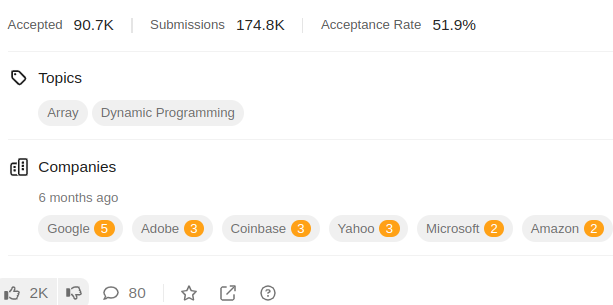 Accepted 90.7K Submissions 174.8K Acceptance Rate 51.9%
Topics
Array Dynamic Programming
Companies
6 months ago
Google 5 Adobe 3 Coinbase 3 Yahoo 3 Microsoft 2 Amazon 2
2K 80